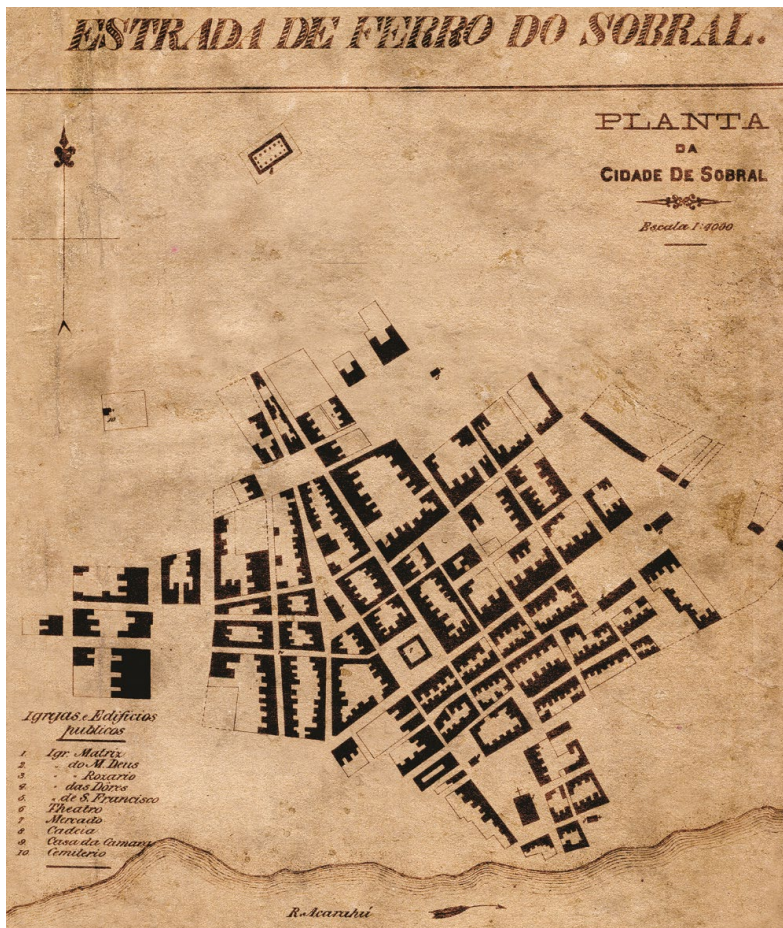 ESTRADA DE FERRO DO SOBRAL.
PLANTA
DA
CIDADE DE SOBRAL
Escala 1:4000
Igrejas e Edificios
publicos
1. Igr. Matriz
2. " do M. Deus
3. " " Rozario
4. " das Dôres
5. " de S. Francisco
6 Theatro
7 Mercado
8 Cadeia
9. Casa da Camara
10. Cemiterio
R. Acarahú